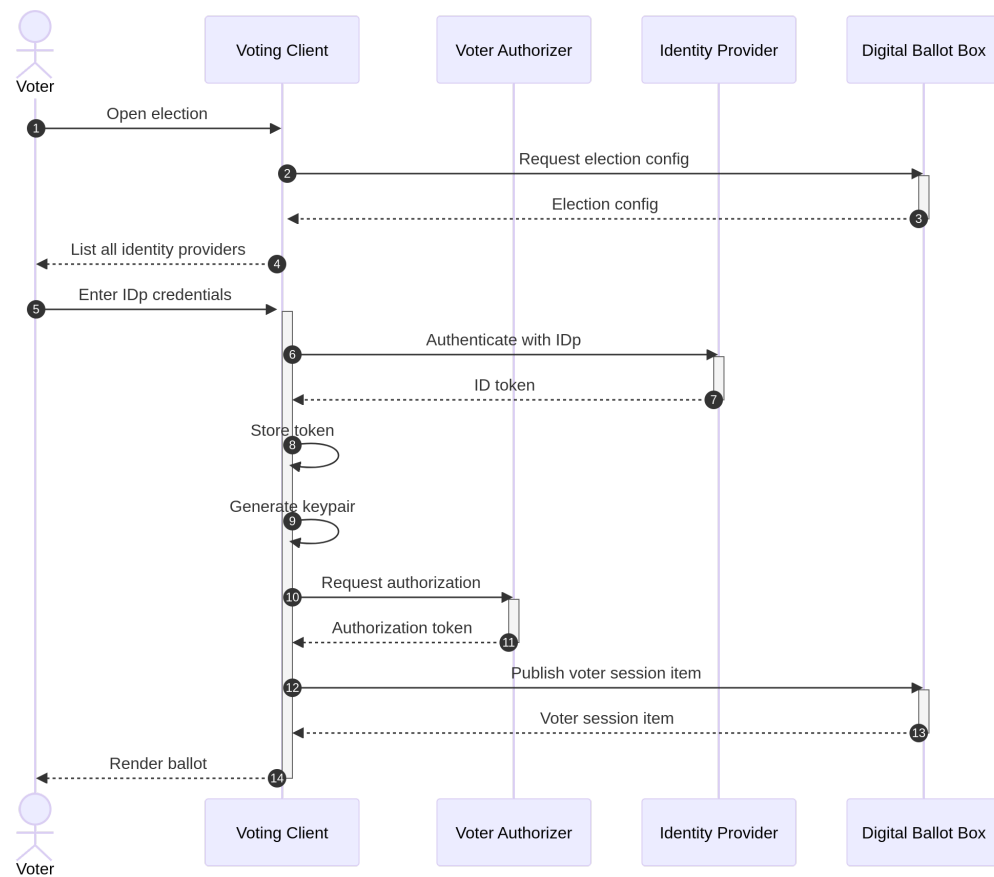 Voting Client
Voter Authorizer
Identity Provider
Digital Ballot Box
Voter
Open election
1
Request election config
2
Election config
3
List all identity providers
4
Enter IDp credentials
5
Authenticate with IDp
6
ID token
7
Store token
8
Generate keypair
9
Request authorization
10
Authorization token
11
Publish voter session item
12
Voter session item
13
Render ballot
14
Voting Client
Voter Authorizer
Identity Provider
Digital Ballot Box
Voter